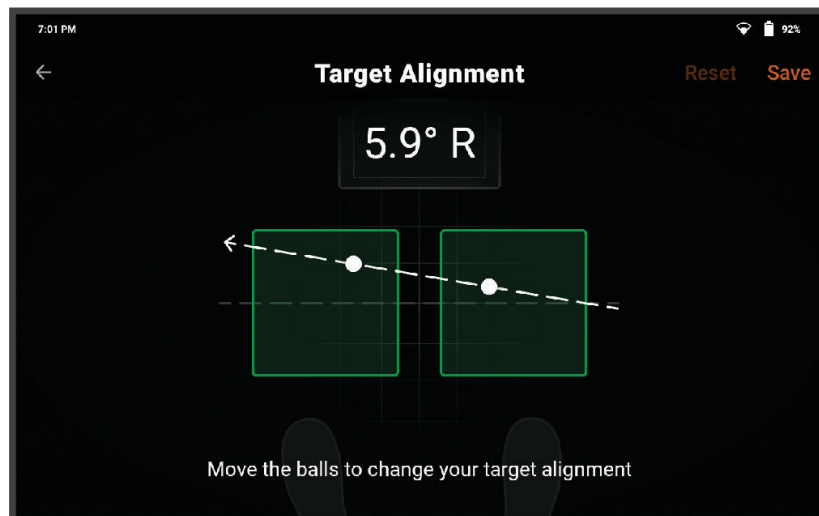 7:01 PM 92%
Target Alignment Reset Save
5.9° R
Move the balls to change your target alignment